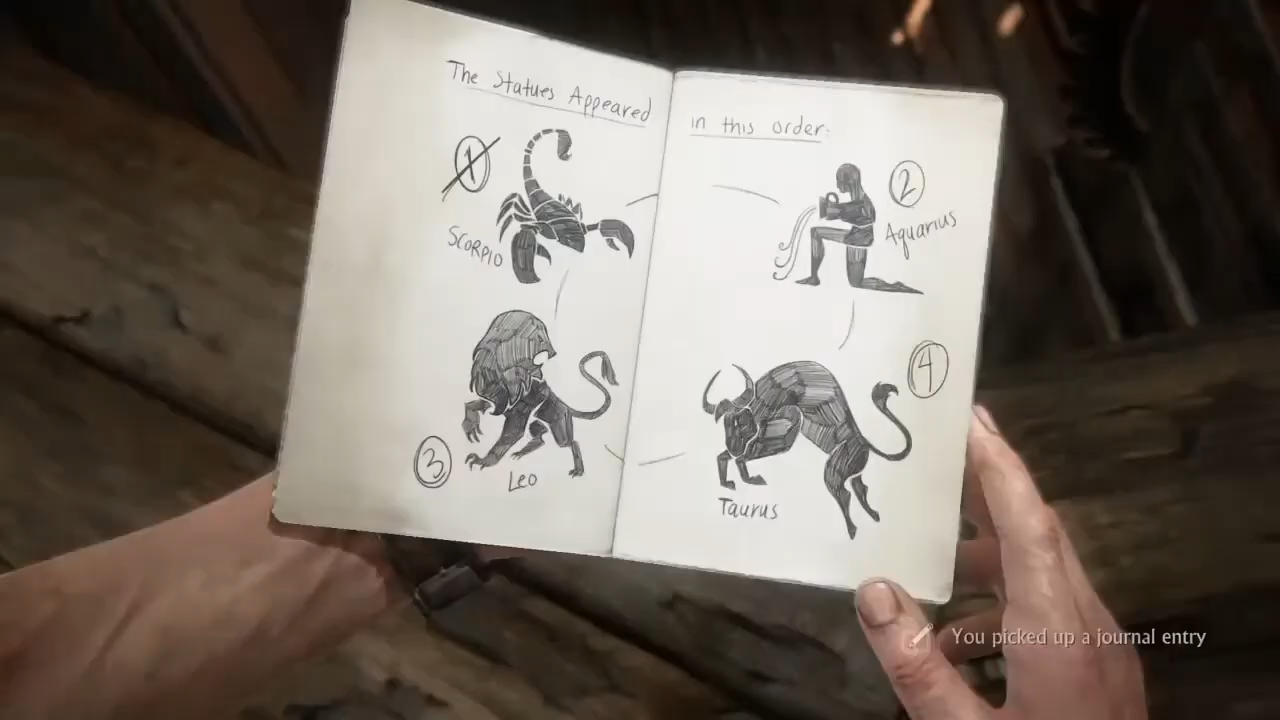 The Statues Appeared
in this order:
1
SCORPIO
2
Aquarius
3
Leo
4
Taurus
You picked up a journal entry